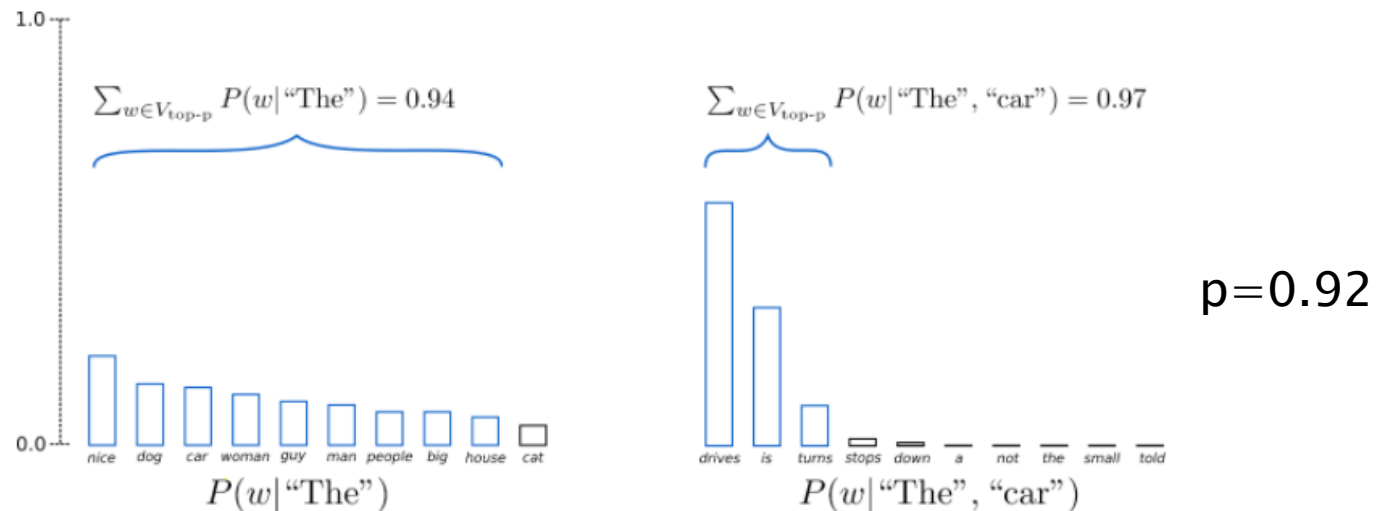 1.0
∑w∈Vtop-p P(w|“The”) = 0.94
∑w∈Vtop-p P(w|“The”, “car”) = 0.97
p=0.92
0.0
nice dog car woman guy man people big house cat
drives is turns stops down a not the small told
P(w|“The”)
P(w|“The”, “car”)